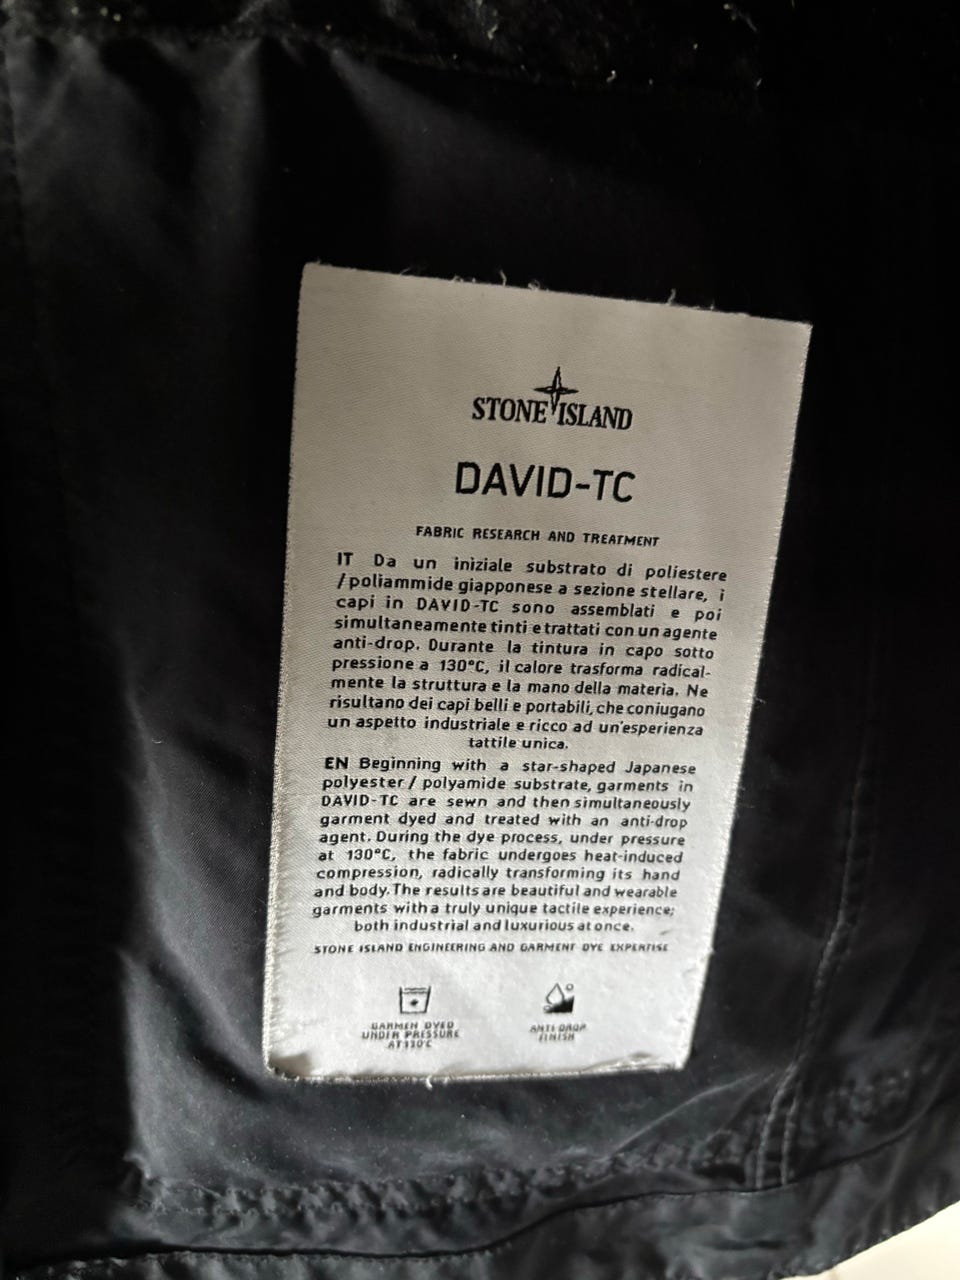 STONE ISLAND
DAVID-TC
FABRIC RESEARCH AND TREATMENT
IT Da un iniziale substrato di poliestere
/poliammide giapponese a sezione stellare, i
capi in DAVID-TC sono assemblati e poi
simultaneamente tinti e trattati con un agente
anti-drop. Durante la tintura in capo sotto
pressione a 130°C, il calore trasforma radical-
mente la struttura e la mano della materia. Ne
risultano dei capi belli e portabili, che coniugano
un aspetto industriale e ricco ad un'esperienza
tattile unica.
EN Beginning with a star-shaped Japanese
polyester / polyamide substrate, garments in
DAVID-TC are sewn and then simultaneously
garment dyed and treated with an anti-drop
agent. During the dye process, under pressure
at 130°C, the fabric undergoes heat-induced
compression, radically transforming its hand
and body. The results are beautiful and wearable
garments with a truly unique tactile experience;
both industrial and luxurious at once.
STONE ISLAND ENGINEERING AND GARMENT DYE EXPERTISE
GARMEN DYED
UNDER PRESSURE
AT 130°C
ANTI DROP
FINISH